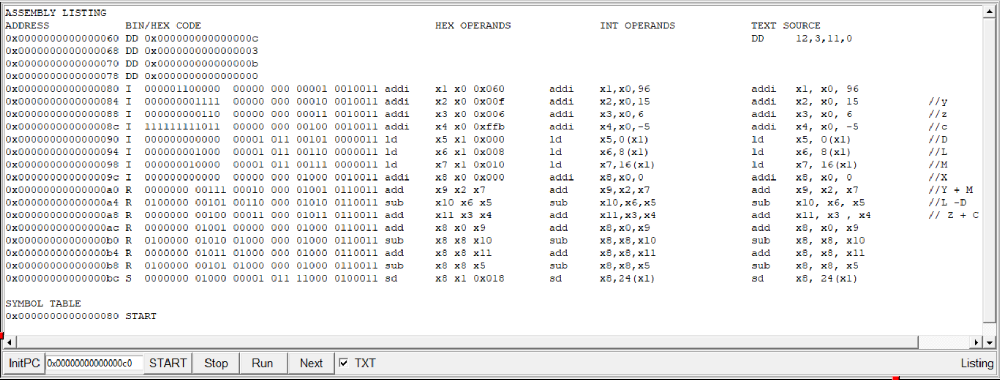 ASSEMBLY LISTING
ADDRESS BIN/HEX CODE HEX OPERANDS INT OPERANDS TEXT SOURCE
0x0000000000000060 DD 0x000000000000000c DD 12,3,11,0
0x0000000000000068 DD 0x0000000000000003
0x0000000000000070 DD 0x000000000000000b
0x0000000000000078 DD 0x0000000000000000
0x0000000000000080 I 000001100000 00000 000 00001 0010011 addi x1 x0 0x060 addi x1,x0,96 addi x1, x0, 96
0x0000000000000084 I 000000001111 00000 000 00010 0010011 addi x2 x0 0x00f addi x2,x0,15 addi x2, x0, 15 //y
0x0000000000000088 I 000000000110 00000 000 00011 0010011 addi x3 x0 0x006 addi x3,x0,6 addi x3, x0, 6 //z
0x000000000000008c I 111111111011 00000 000 00100 0010011 addi x4 x0 0xffb addi x4,x0,-5 addi x4, x0, -5 //c
0x0000000000000090 I 000000000000 00001 011 00101 0000011 ld x5 x1 0x000 ld x5,0(x1) ld x5, 0(x1) //D
0x0000000000000094 I 000000001000 00001 011 00110 0000011 ld x6 x1 0x008 ld x6,8(x1) ld x6, 8(x1) //L
0x0000000000000098 I 000000010000 00001 011 00111 0000011 ld x7 x1 0x010 ld x7,16(x1) ld x7, 16(x1) //M
0x000000000000009c I 000000000000 00000 000 01000 0010011 addi x8 x0 0x000 addi x8,x0,0 addi x8, x0, 0 //X
0x00000000000000a0 R 0000000 00111 00010 000 01001 0110011 add x9 x2 x7 add x9,x2,x7 add x9, x2, x7 //Y + M
0x00000000000000a4 R 0100000 00101 00110 000 01010 0110011 sub x10 x6 x5 sub x10,x6,x5 sub x10, x6, x5 //L -D
0x00000000000000a8 R 0000000 00100 00011 000 01011 0110011 add x11 x3 x4 add x11,x3,x4 add x11, x3 , x4 // Z + C
0x00000000000000ac R 0000000 01001 00000 000 01000 0110011 add x8 x0 x9 add x8,x0,x9 add x8, x0, x9
0x00000000000000b0 R 0100000 01010 01000 000 01000 0110011 sub x8 x8 x10 sub x8,x8,x10 sub x8, x8, x10
0x00000000000000b4 R 0000000 01011 01000 000 01000 0110011 add x8 x8 x11 add x8,x8,x11 add x8, x8, x11
0x00000000000000b8 R 0100000 00101 01000 000 01000 0110011 sub x8 x8 x5 sub x8,x8,x5 sub x8, x8, x5
0x00000000000000bc S 0000000 01000 00001 011 11000 0100011 sd x8 x1 0x018 sd x8,24(x1) sd x8, 24(x1)
SYMBOL TABLE
0x0000000000000080 START
InitPC 0x00000000000000c0 START Stop Run Next TXT Listing